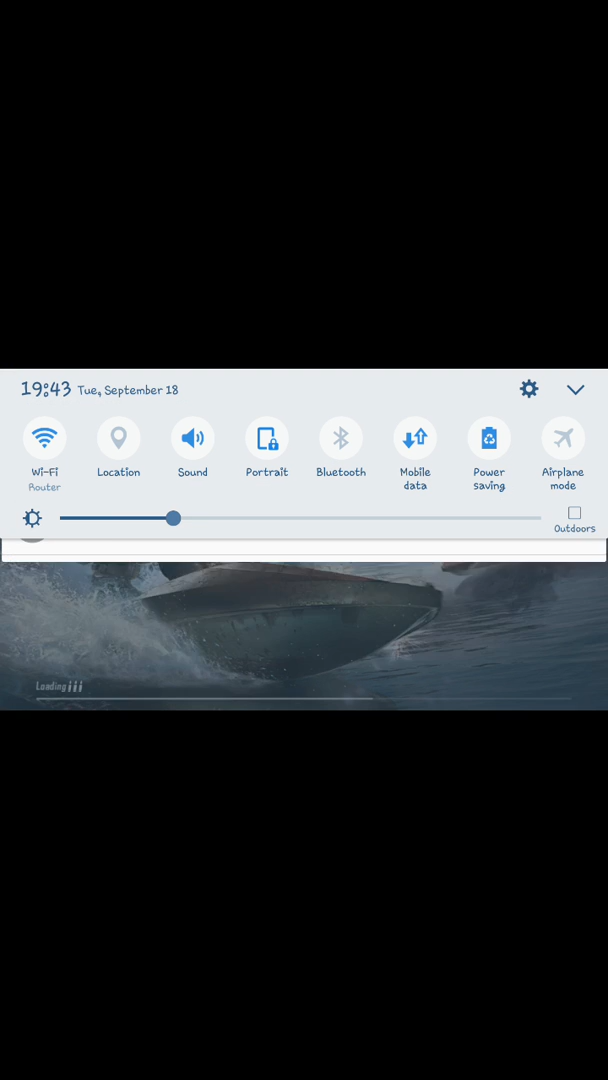 19:43 Tue, September 18
Wi-Fi
Router
Location
Sound
Portrait
Bluetooth
Mobile
data
Power
saving
Airplane
mode
Outdoors
Loading